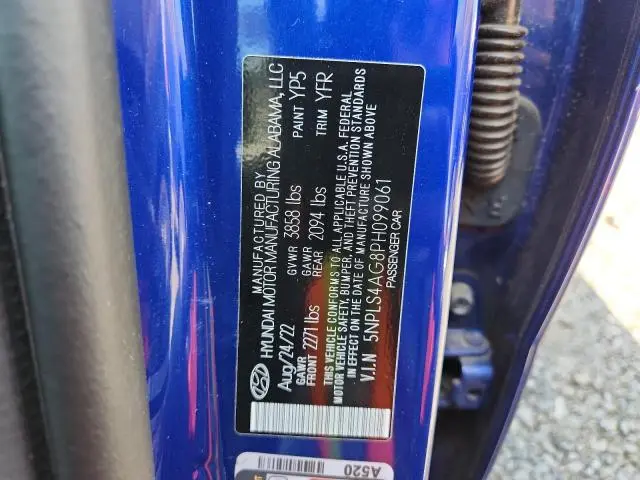 MANUFACTURED BY
HYUNDAI MOTOR MANUFACTURING ALABAMA, LLC
Aug/24/22 GVWR 3858 lbs PAINT YP5
GAWR FRONT 2271 lbs GAWR REAR 2094 lbs TRIM YFR
THIS VEHICLE CONFORMS TO ALL APPLICABLE U.S.A. FEDERAL
MOTOR VEHICLE SAFETY, BUMPER, AND THEFT PREVENTION STANDARDS
IN EFFECT ON THE DATE OF MANUFACTURE SHOWN ABOVE
V.I.N 5NPLS4AG8PH099061
PASSENGER CAR
A520